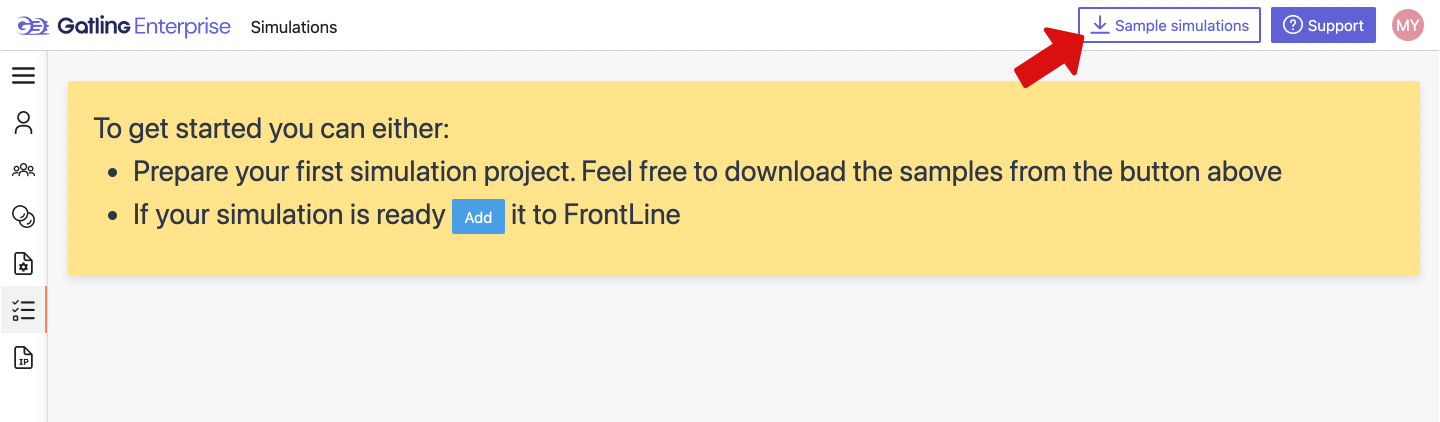 Gatling Enterprise Simulations Sample simulations Support MY
To get started you can either:
• Prepare your first simulation project. Feel free to download the samples from the button above
• If your simulation is ready Add it to FrontLine
IP